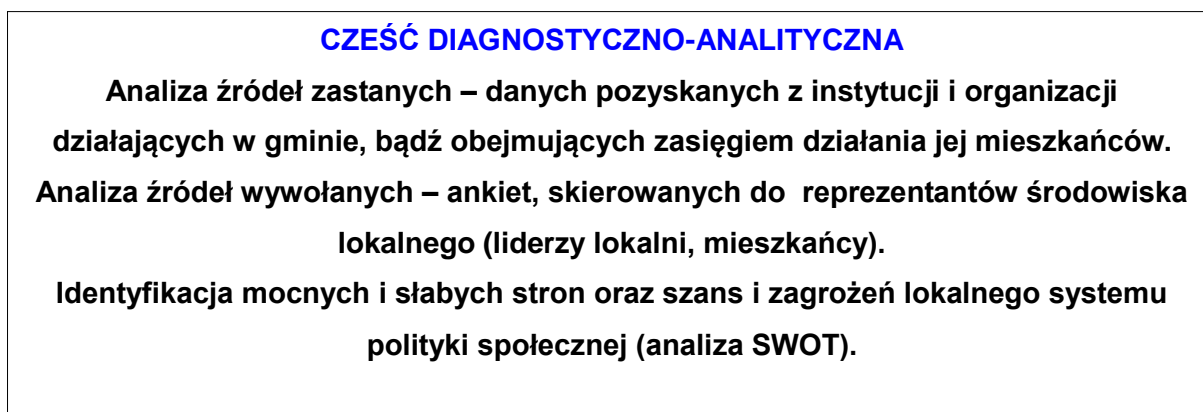 CZEŚĆ DIAGNOSTYCZNO-ANALITYCZNA
Analiza źródeł zastanych – danych pozyskanych z instytucji i organizacji
działających w gminie, bądź obejmujących zasięgiem działania jej mieszkańców.
Analiza źródeł wywołanych – ankiet, skierowanych do reprezentantów środowiska
lokalnego (liderzy lokalni, mieszkańcy).
Identyfikacja mocnych i słabych stron oraz szans i zagrożeń lokalnego systemu
polityki społecznej (analiza SWOT).